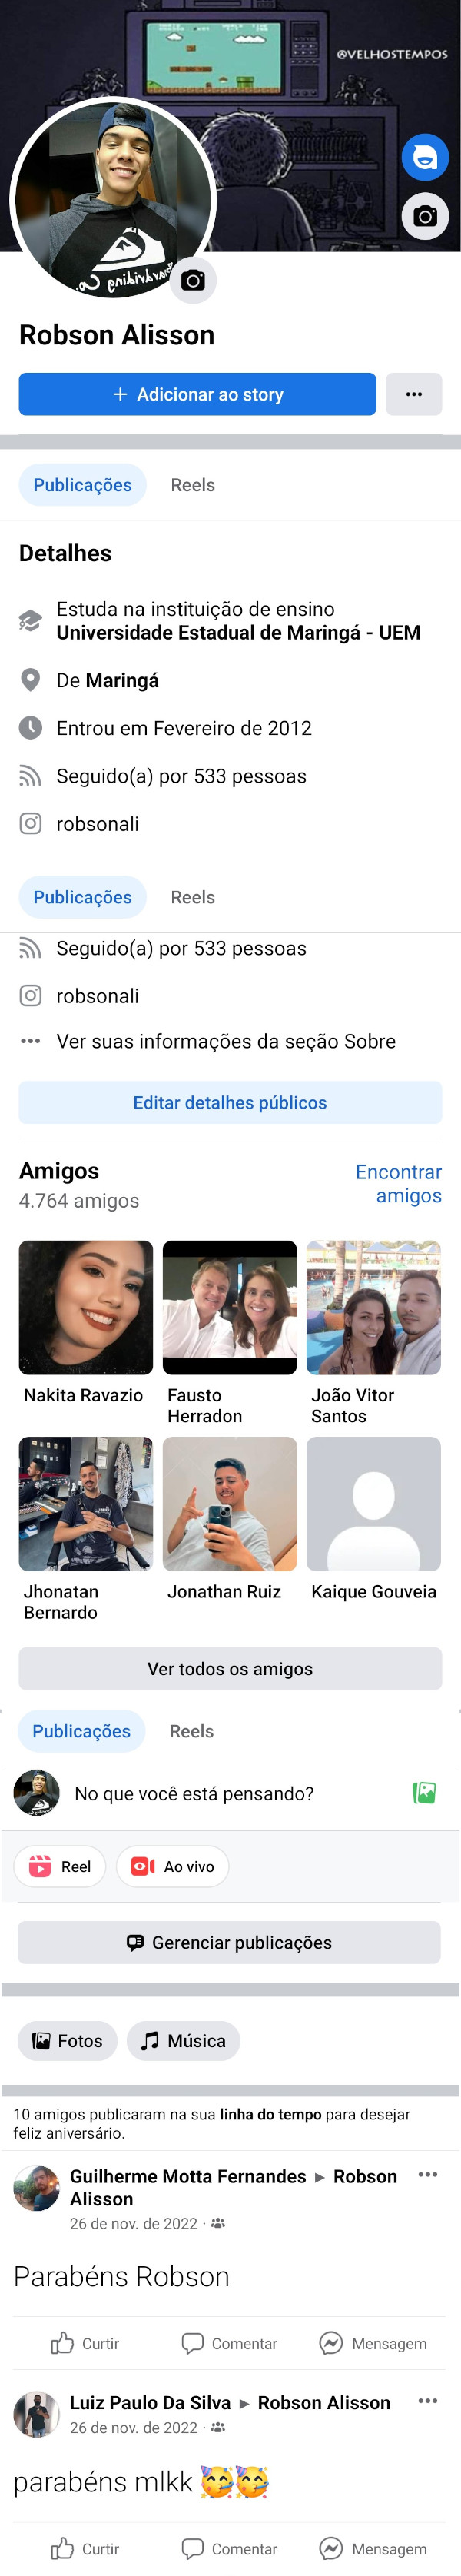 @VELHOSTEMPOS
Boardriding Co.
Robson Alisson
+ Adicionar ao story
Publicações Reels
Detalhes
Estuda na instituição de ensino
Universidade Estadual de Maringá - UEM
De Maringá
Entrou em Fevereiro de 2012
Seguido(a) por 533 pessoas
robsonali
Publicações Reels
Seguido(a) por 533 pessoas
robsonali
Ver suas informações da seção Sobre
Editar detalhes públicos
Amigos
4.764 amigos
Encontrar
amigos
Nakita Ravazio
Fausto
Herradon
João Vitor
Santos
Jhonatan
Bernardo
Jonathan Ruiz
Kaique Gouveia
Ver todos os amigos
Publicações Reels
No que você está pensando?
Reel Ao vivo
Gerenciar publicações
Fotos Música
10 amigos publicaram na sua linha do tempo para desejar
feliz aniversário.
Guilherme Motta Fernandes ▸ Robson
Alisson
26 de nov. de 2022 ·
Parabéns Robson
Curtir Comentar Mensagem
Luiz Paulo Da Silva ▸ Robson Alisson
26 de nov. de 2022 ·
parabéns mlkk 🥳🥳
Curtir Comentar Mensagem